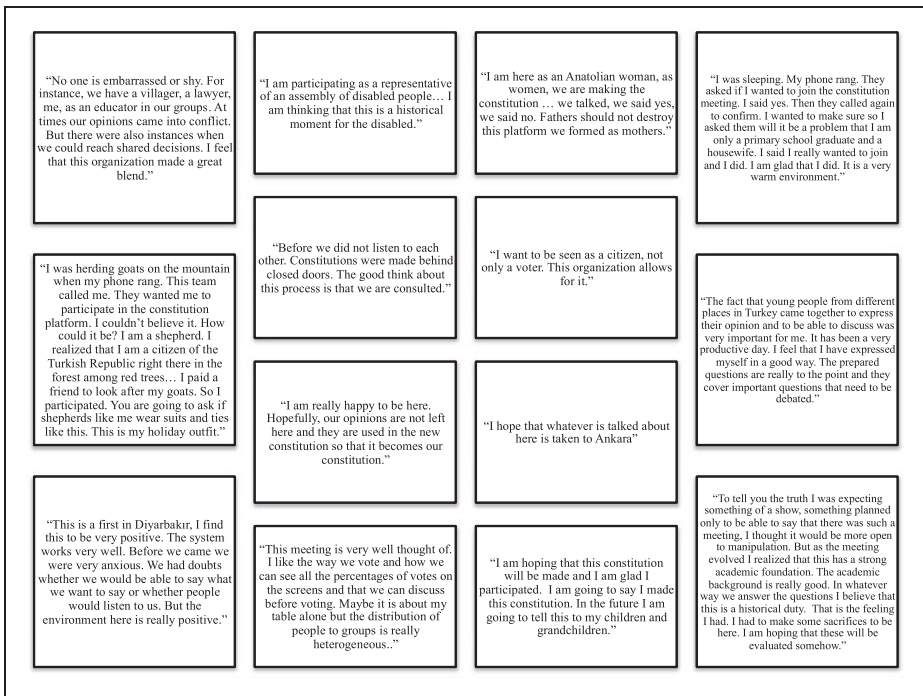 “No one is embarrassed or shy. For
instance, we have a villager, a lawyer,
me, as an educator in our groups. At
times our opinions came into conflict.
But there were also instances when
we could reach shared decisions. I feel
that this organization made a great
blend.”
“I was herding goats on the mountain
when my phone rang. This team
called me. They wanted me to
participate in the constitution
platform. I couldn’t believe it. How
could it be? I am a shepherd. I
realized that I am a citizen of the
Turkish Republic right there in the
forest among red trees… I paid a
friend to look after my goats. So I
participated. You are going to ask if
shepherds like me wear suits and ties
like this. This is my holiday outfit.”
“This is a first in Diyarbakır, I find
this to be very positive. The system
works very well. Before we came we
were very anxious. We had doubts
whether we would be able to say what
we want to say or whether people
would listen to us. But the
environment here is really positive.”
“I am participating as a representative
of an assembly of disabled people… I
am thinking that this is a historical
moment for the disabled.”
“Before we did not listen to each
other. Constitutions were made behind
closed doors. The good think about
this process is that we are consulted.”
“I am really happy to be here.
Hopefully, our opinions are not left
here and they are used in the new
constitution so that it becomes our
constitution.”
“This meeting is very well thought of.
I like the way we vote and how we
can see all the percentages of votes on
the screens and that we can discuss
before voting. Maybe it is about my
table alone but the distribution of
people to groups is really
heterogeneous..”
“I am here as an Anatolian woman, as
women, we are making the
constitution … we talked, we said yes,
we said no. Fathers should not destroy
this platform we formed as mothers.”
“I want to be seen as a citizen, not
only a voter. This organization allows
for it.”
“I hope that whatever is talked about
here is taken to Ankara”
“I am hoping that this constitution
will be made and I am glad I
participated.  I am going to say I made
this constitution. In the future I am
going to tell this to my children and
grandchildren.”
“I was sleeping. My phone rang. They
asked if I wanted to join the constitution
meeting. I said yes. Then they called again
to confirm. I wanted to make sure so I
asked them will it be a problem that I am
only a primary school graduate and a
housewife. I said I really wanted to join
and I did. I am glad that I did. It is a very
warm environment.”
“The fact that young people from different
places in Turkey came together to express
their opinion and to be able to discuss was
very important for me. It has been a very
productive day. I feel that I have expressed
myself in a good way. The prepared
questions are really to the point and they
cover important questions that need to be
debated.”
“To tell you the truth I was expecting
something of a show, something planned
only to be able to say that there was such a
meeting, I thought it would be more open
to manipulation. But as the meeting
evolved I realized that this has a strong
academic foundation. The academic
background is really good. In whatever
way we answer the questions I believe that
this is a historical duty.  That is the feeling
I had. I had to make some sacrifices to be
here. I am hoping that these will be
evaluated somehow.”